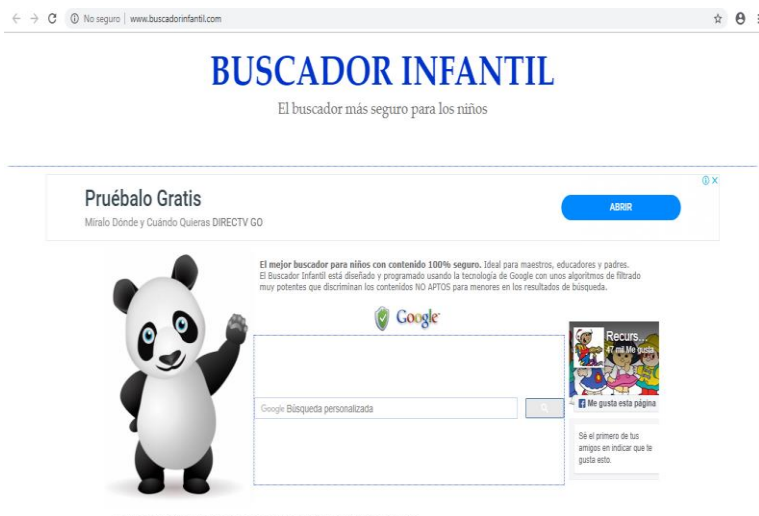 No seguro | www.buscadorinfantil.com
BUSCADOR INFANTIL
El buscador más seguro para los niños
Pruébalo Gratis
Míralo Dónde y Cuándo Quieras DIRECTV GO
ABRIR
El mejor buscador para niños con contenido 100% seguro. Ideal para maestros, educadores y padres.
El Buscador Infantil está diseñado y programado usando la tecnología de Google con unos algoritmos de filtrado
muy potentes que discriminan los contenidos NO APTOS para menores en los resultados de búsqueda.
Google
Google Búsqueda personalizada
Recurs...
47 mil Me gusta
Me gusta esta página
Sé el primero de tus
amigos en indicar que te
gusta esto.